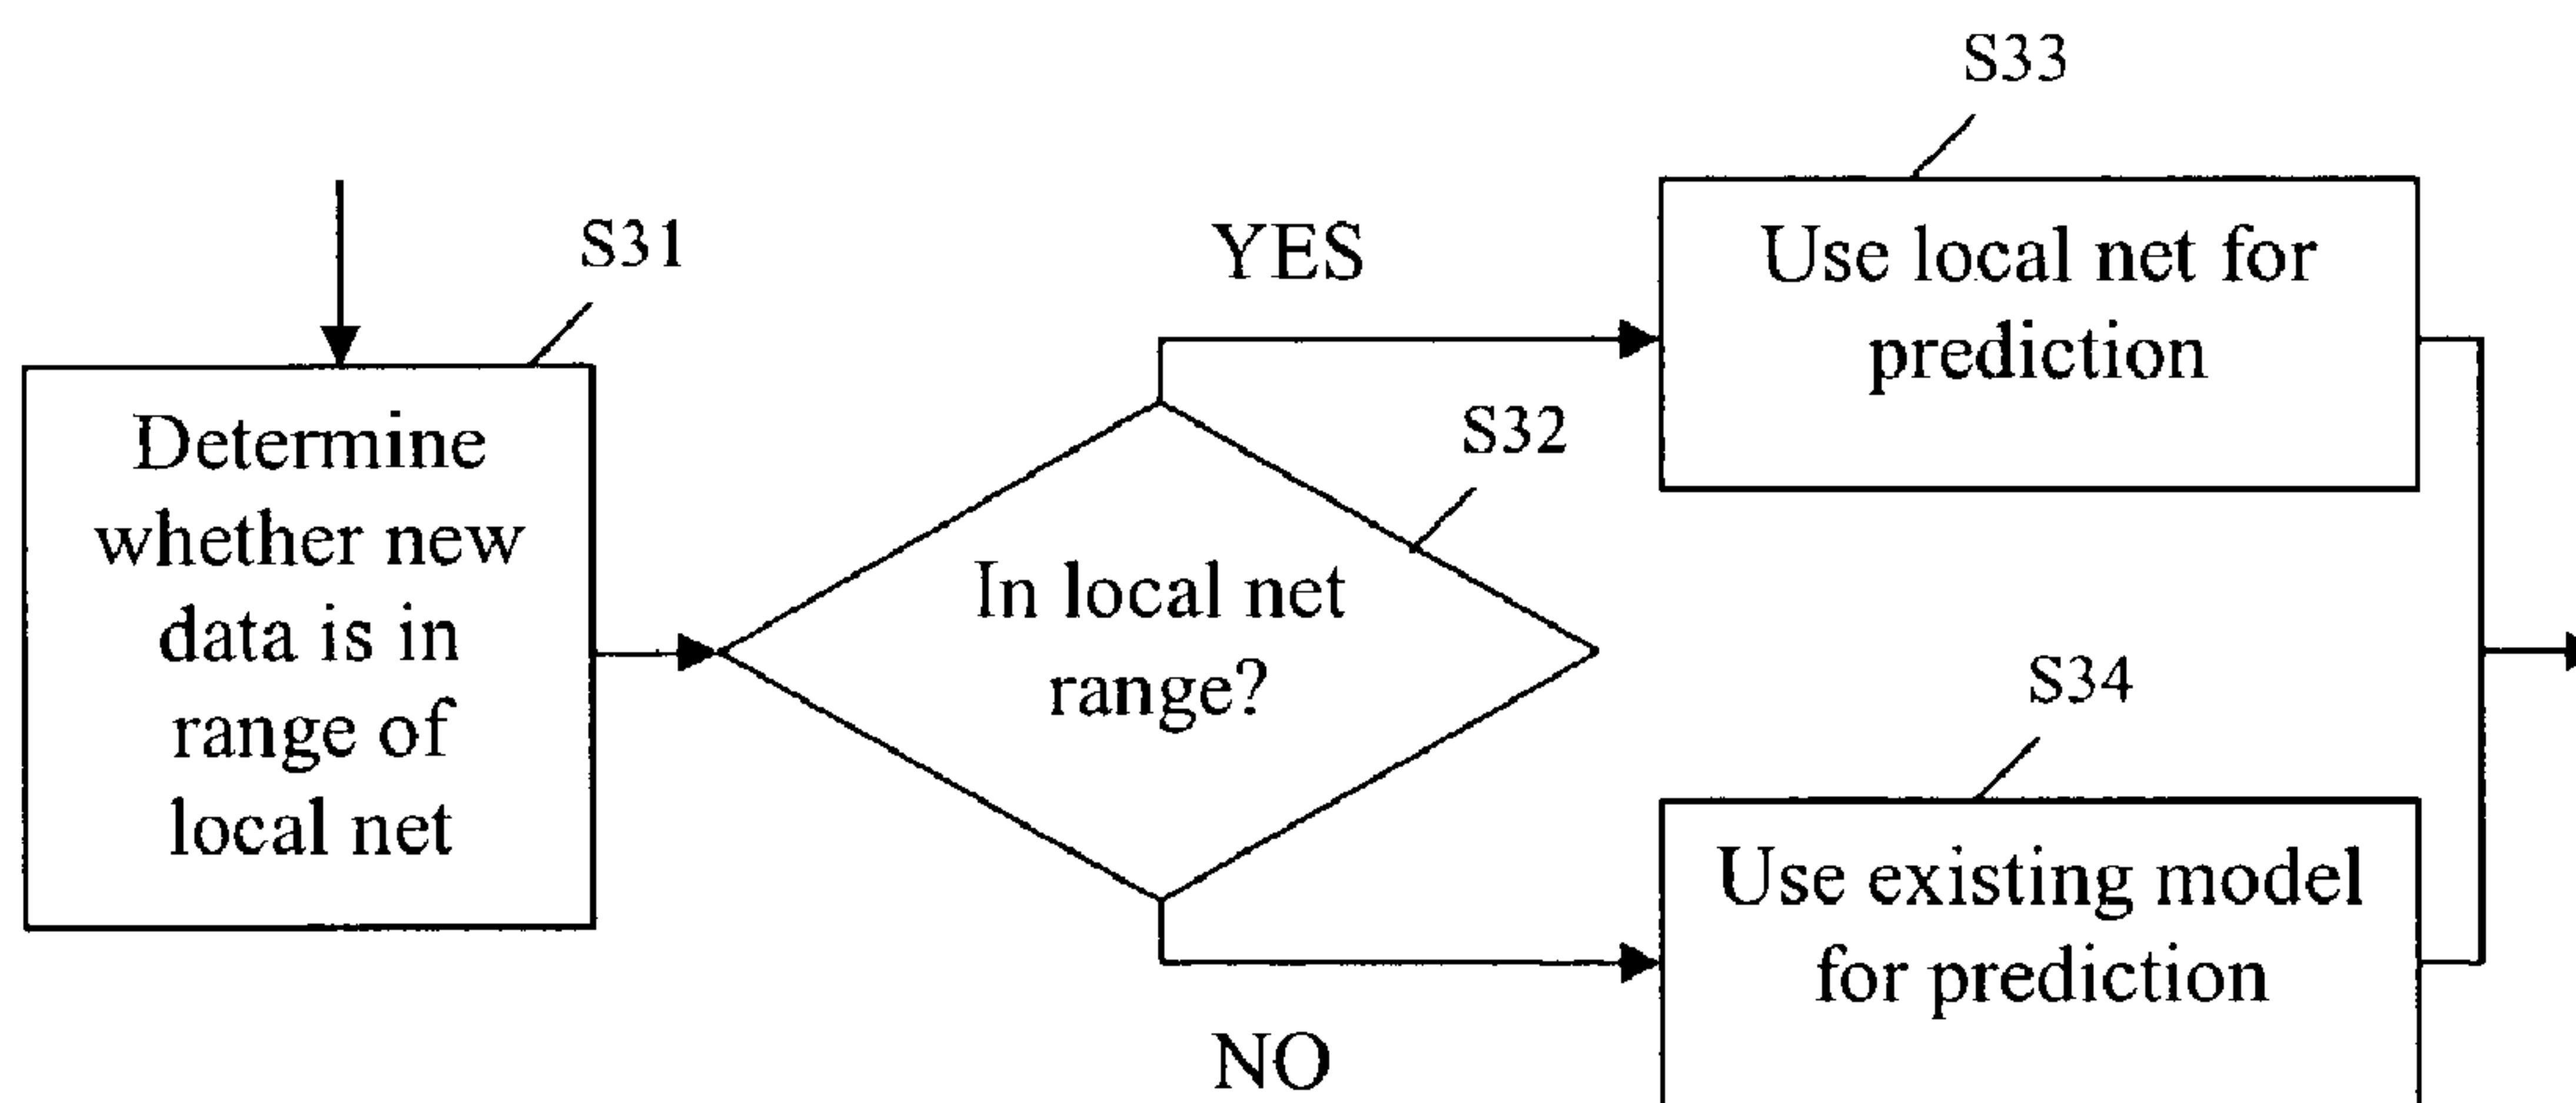 S31
Determine
whether new
data is in
range of
local net
S32
In local net
range?
YES
S33
Use local net for
prediction
NO
S34
Use existing model
for prediction